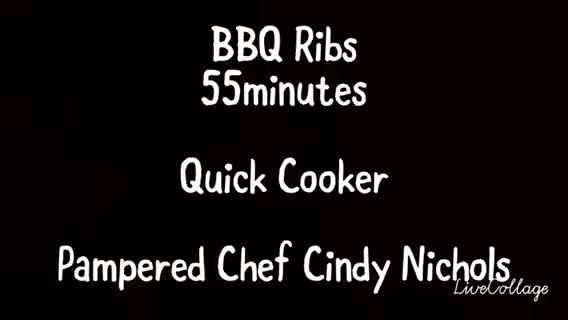 BBQ Ribs
55minutes
Quick Cooker
Pampered Chef Cindy Nichols
LiveCollage